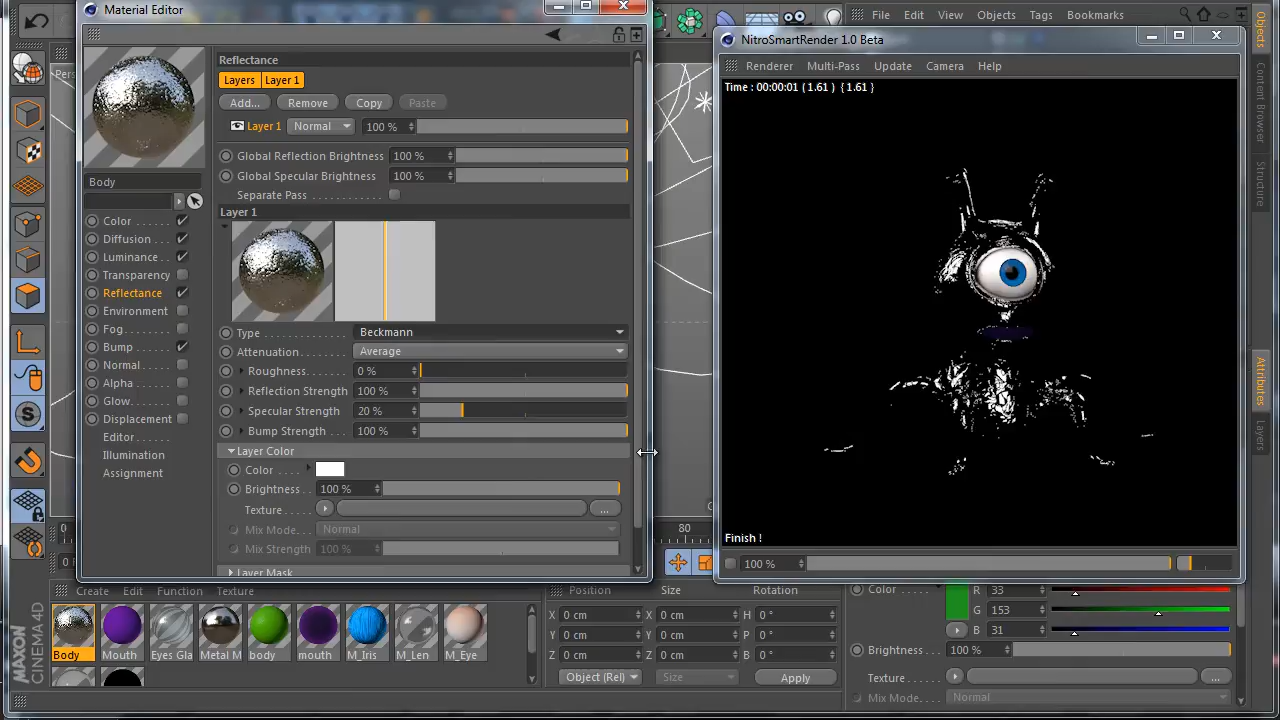 Material Editor
File Edit View Objects Tags Bookmarks
NitroSmartRender 1.0 Beta
Renderer Multi-Pass Update Camera Help
Time : 00:00:01 ( 1.61 ) { 1.61 }
Reflectance
Layers Layer 1
Add... Remove Copy Paste
Layer 1 Normal 100 %
Global Reflection Brightness 100 %
Global Specular Brightness 100 %
Separate Pass
Layer 1
Body
Color
Diffusion
Luminance
Transparency
Reflectance
Environment
Fog
Bump
Normal
Alpha
Glow
Displacement
Editor
Illumination
Assignment
Type Beckmann
Attenuation Average
Roughness 0 %
Reflection Strength 100 %
Specular Strength 20 %
Bump Strength 100 %
Layer Color
Color
Brightness 100 %
Texture ...
Mix Mode Normal
Mix Strength 100 %
Layer Mask
Finish !
100 %
Objects
Content Browser
Structure
Attributes
Layers
0 80
Create Edit Function Texture
Body Mouth Eyes Gla Metal M body mouth M_Iris M_Len M_Eye
Position Size Rotation
X 0 cm X 0 cm H 0 °
Y 0 cm Y 0 cm P 0 °
Z 0 cm Z 0 cm B 0 °
Object (Rel) Size Apply
Color R 33
G 153
B 31
Brightness 100 %
Texture ...
Mix Mode Normal
MAXON
CINEMA 4D